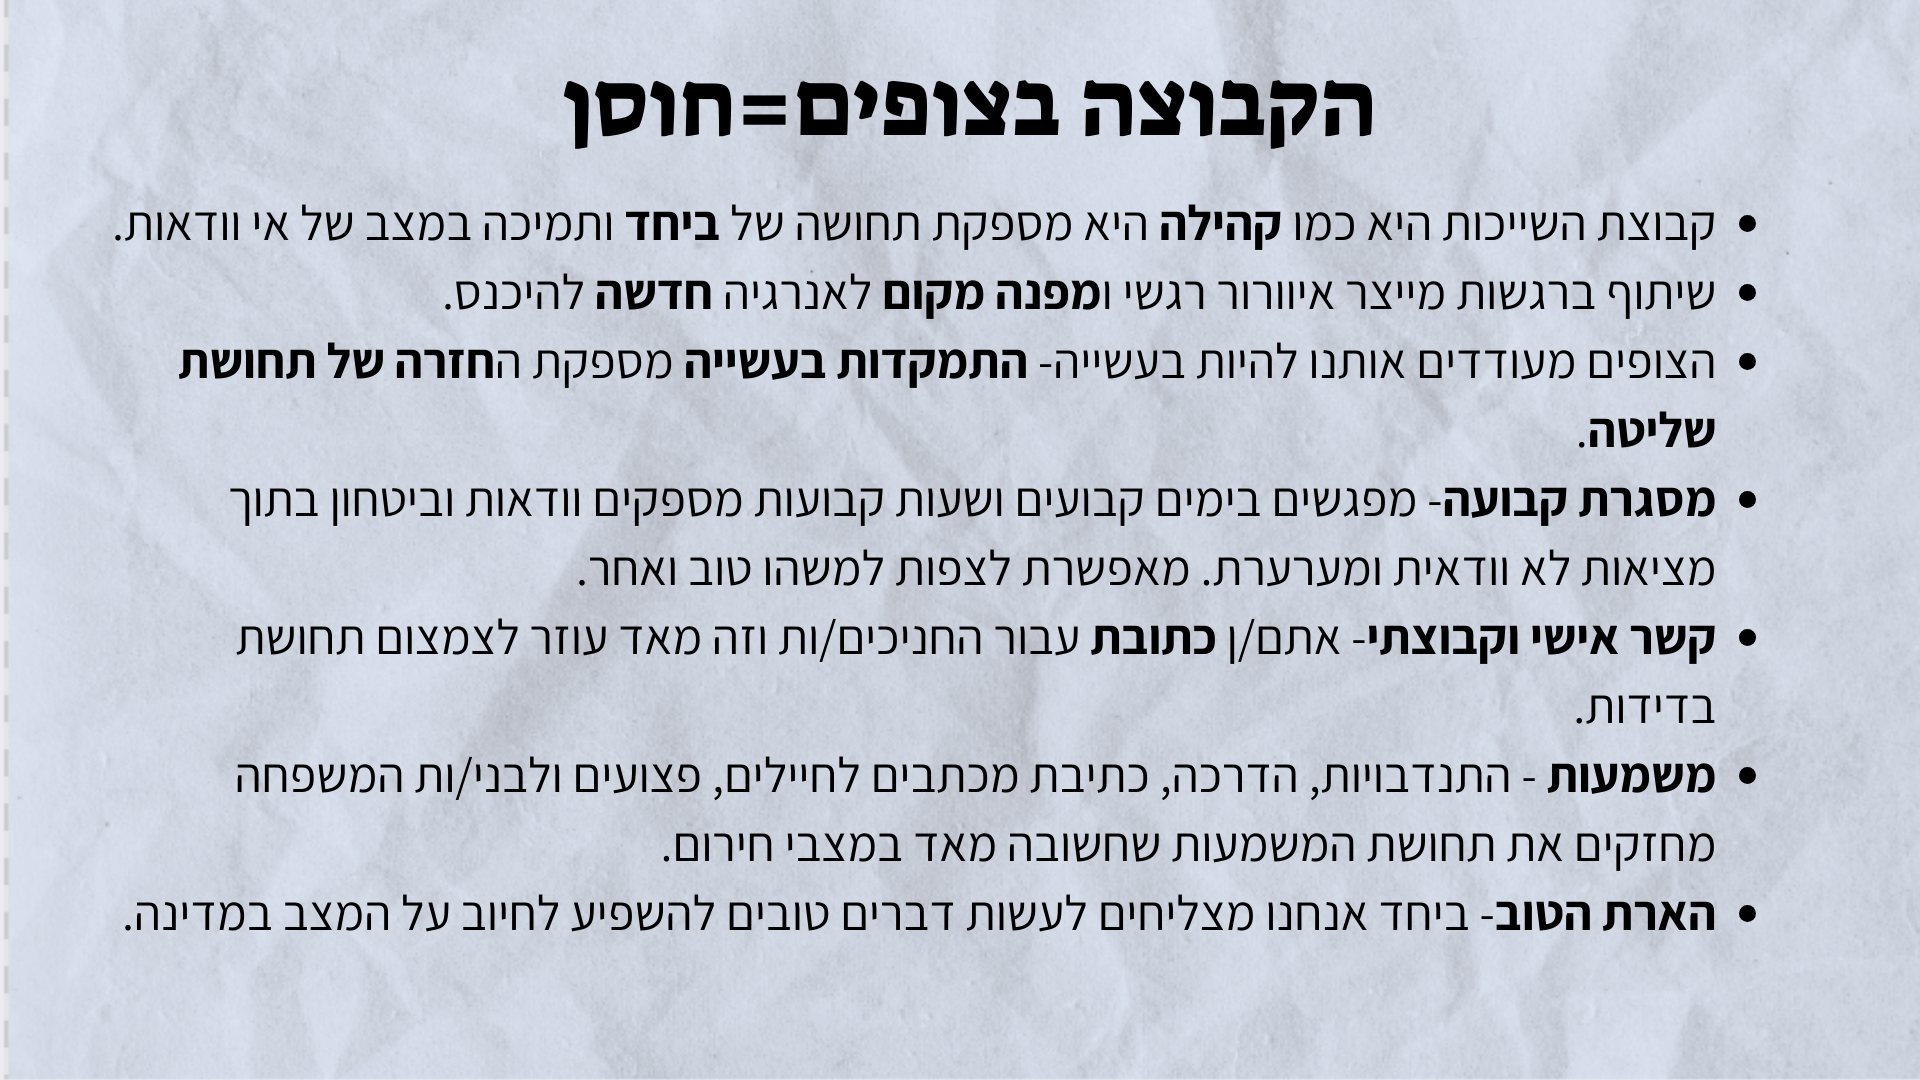 הקבוצה בצופים=חוסן
• קבוצת השייכות היא כמו קהילה היא מספקת תחושה של ביחד ותמיכה במצב של אי וודאות.
• שיתוף ברגשות מייצר איוורור רגשי ומפנה מקום לאנרגיה חדשה להיכנס.
• הצופים מעודדים אותנו להיות בעשייה- התמקדות בעשייה מספקת החזרה של תחושת
שליטה.
• מסגרת קבועה- מפגשים בימים קבועים ושעות קבועות מספקים וודאות וביטחון בתוך
מציאות לא וודאית ומערערת. מאפשרת לצפות למשהו טוב ואחר.
• קשר אישי וקבוצתי- אתם/ן כתובת עבור החניכים/ות וזה מאד עוזר לצמצום תחושת
בדידות.
• משמעות - התנדבויות, הדרכה, כתיבת מכתבים לחיילים, פצועים ולבני/ות המשפחה
מחזקים את תחושת המשמעות שחשובה מאד במצבי חירום.
• הארת הטוב- ביחד אנחנו מצליחים לעשות דברים טובים להשפיע לחיוב על המצב במדינה.